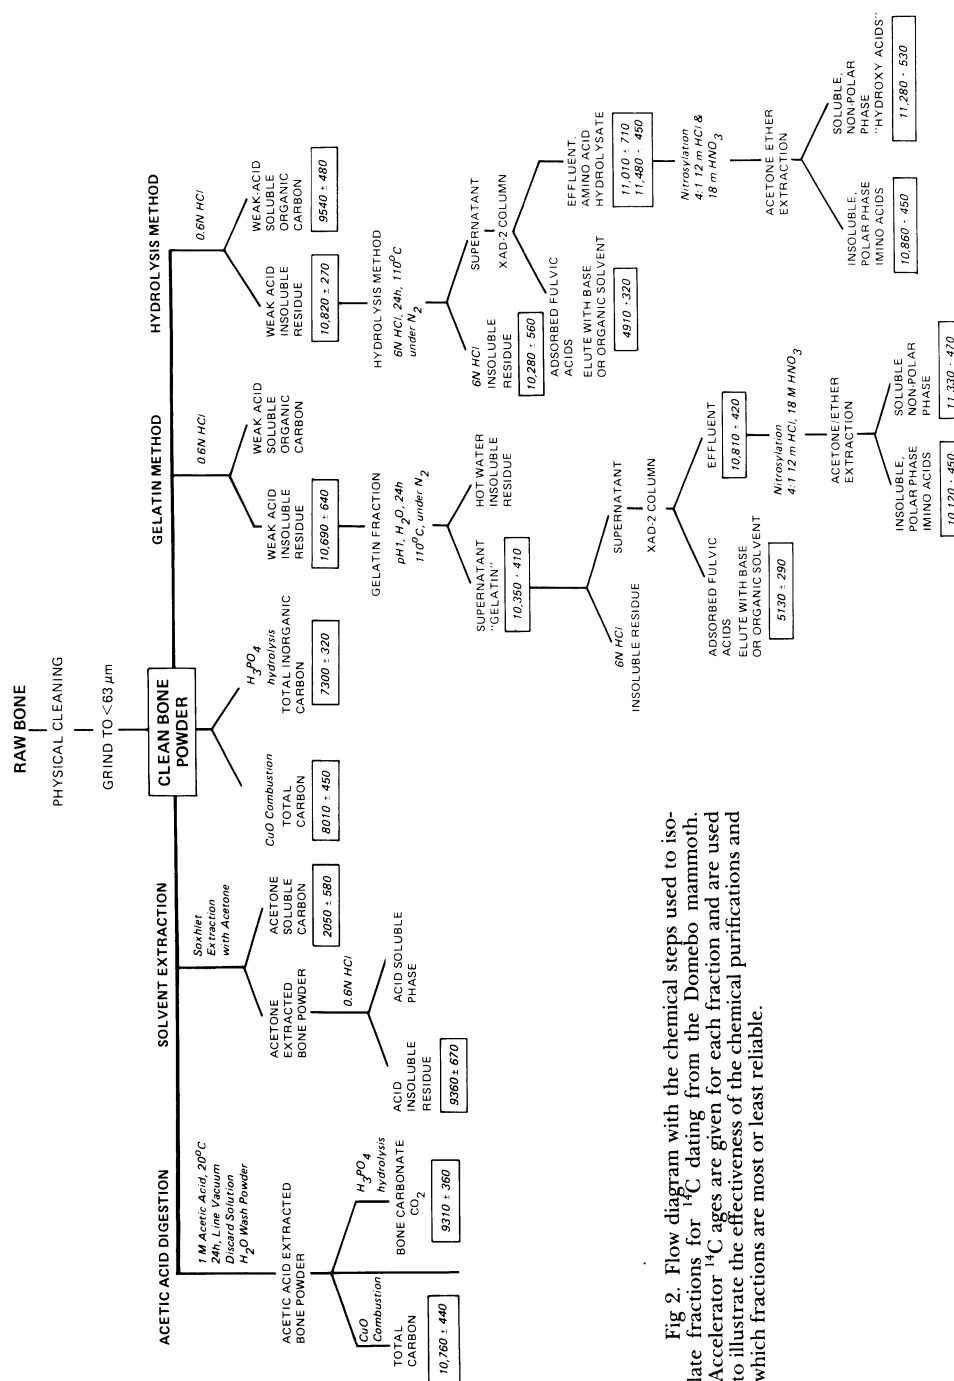 RAW BONE
PHYSICAL CLEANING
GRIND TO <63 µm
CLEAN BONE
POWDER
ACETIC ACID DIGESTION
1 M Acetic Acid, 20°C
24h, Line Vacuum
Discard Solution
H2O Wash Powder
ACETIC ACID EXTRACTED
BONE POWDER
CuO
Combustion
TOTAL
CARBON
10,760 ± 440
H3PO4
hydrolysis
BONE CARBONATE
CO2
9310 ± 360
SOLVENT EXTRACTION
Soxhlet
Extraction
with Acetone
ACETONE
EXTRACTED
BONE POWDER
ACETONE
SOLUBLE
CARBON
2050 ± 580
0.6N HCl
ACID
INSOLUBLE
RESIDUE
9360 ± 670
ACID SOLUBLE
PHASE
CuO Combustion
TOTAL
CARBON
8010 ± 450
H3PO4
hydrolysis
TOTAL INORGANIC
CARBON
7300 ± 320
GELATIN METHOD
0.6N HCl
WEAK ACID
INSOLUBLE
RESIDUE
10,690 ± 640
WEAK ACID
SOLUBLE
ORGANIC
CARBON
GELATIN FRACTION
pH1, H2O, 24h
110°C, under N2
SUPERNATANT
"GELATIN"
10,350 · 410
HOT WATER
INSOLUBLE
RESIDUE
6N HCl
INSOLUBLE RESIDUE
SUPERNATANT
XAD-2 COLUMN
ADSORBED FULVIC
ACIDS
ELUTE WITH BASE
OR ORGANIC SOLVENT
5130 ± 290
EFFLUENT
10,810 ± 420
Nitrosylation
4:1 12 m HCl, 18 M HNO3
ACETONE/ETHER
EXTRACTION
INSOLUBLE,
POLAR PHASE
IMINO ACIDS
10,120 · 450
SOLUBLE
NON-POLAR
PHASE
11,330 · 470
HYDROLYSIS METHOD
0.6N HCl
WEAK ACID
INSOLUBLE
RESIDUE
10,820 ± 270
WEAK-ACID
SOLUBLE
ORGANIC
CARBON
9540 ± 480
HYDROLYSIS METHOD
6N HCl, 24h, 110°C
under N2
6N HCl
INSOLUBLE
RESIDUE
10,280 ± 560
SUPERNATANT
XAD-2 COLUMN
ADSORBED FULVIC
ACIDS
ELUTE WITH BASE
OR ORGANIC SOLVENT
4910 ·320
EFFLUENT.
AMINO ACID
HYDROLYSATE
11,010 ± 710
11,480 · 450
Nitrosylation
4:1 12 m HCl &
18 m HNO3
ACETONE ETHER
EXTRACTION
INSOLUBLE,
POLAR PHASE
IMINO ACIDS
10,860 · 450
SOLUBLE,
NON-POLAR
PHASE
"HYDROXY ACIDS"
11,280 · 530
Fig 2. Flow diagram with the chemical steps used to iso-
late fractions for 14C dating from the Domebo mammoth.
Accelerator 14C ages are given for each fraction and are used
to illustrate the effectiveness of the chemical purifications and
which fractions are most or least reliable.